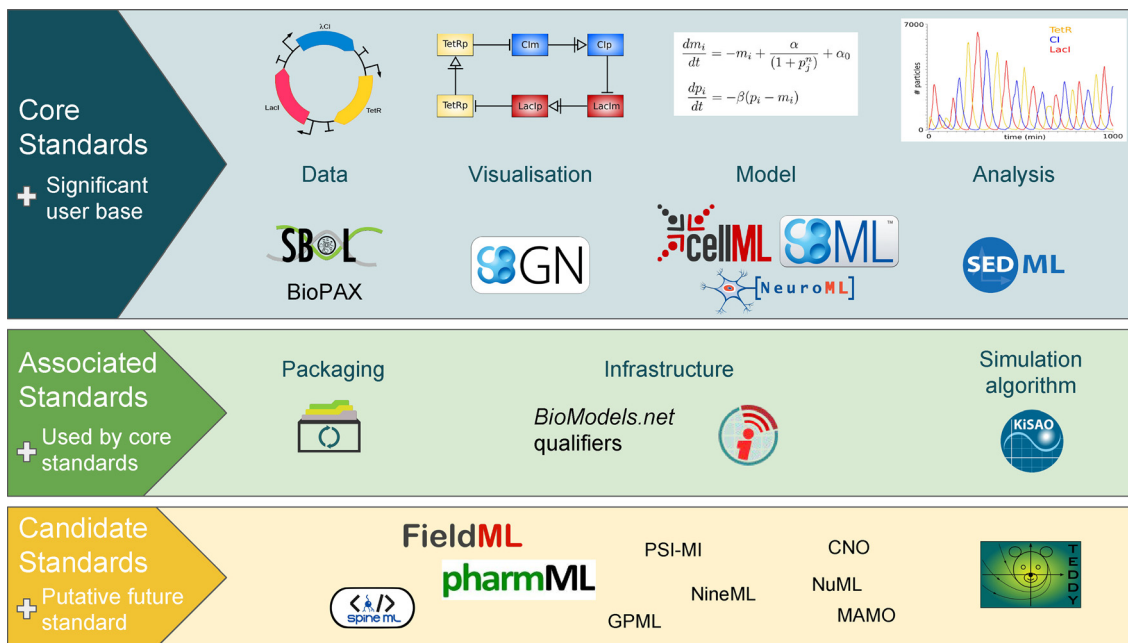 Core
Standards
+ Significant
user base
λCI
LacI
TetR
TetRp
CIm
CIp
TetRp
LacIp
LacIm
dm_i/dt = -m_i + α/(1 + p_j^n) + α_0
dp_i/dt = -β(p_i - m_i)
7000
TetR
CI
LacI
# particles
0
0
time (min)
1000
Data
Visualisation
Model
Analysis
SBOL
BioPAX
SBGN
cellML
SBML™
[NeuroML]
SED ML
Associated
Standards
+ Used by core
standards
Packaging
Infrastructure
Simulation
algorithm
BioModels.net
qualifiers
i
KiSAO
Candidate
Standards
+ Putative future
standard
FieldML
pharmML
</>
spine ml
PSI-MI
CNO
NineML
NuML
GPML
MAMO
TEDDY